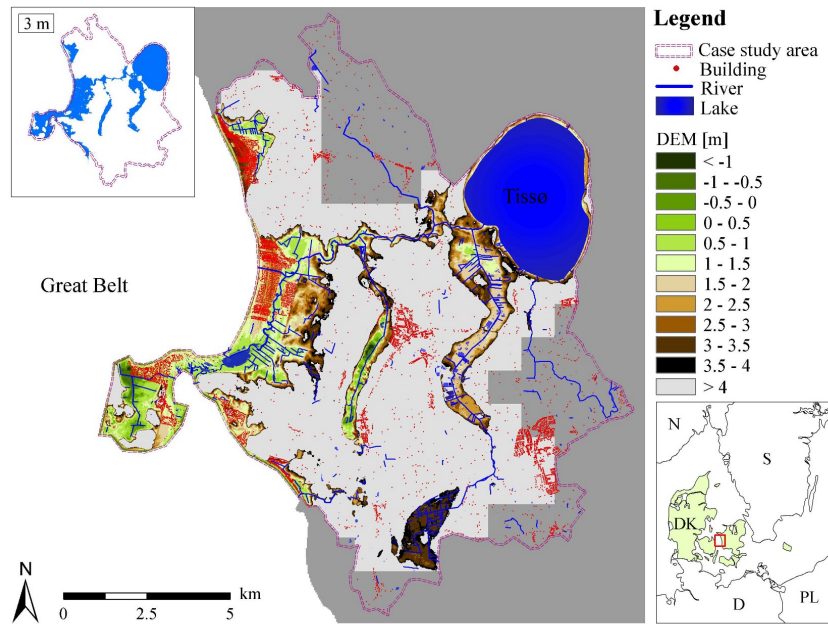 3 m
Tissø
Great Belt
N
0
2.5
5
km
Legend
Case study area
Building
River
Lake
DEM [m]
< -1
-1 - -0.5
-0.5 - 0
0 - 0.5
0.5 - 1
1 - 1.5
1.5 - 2
2 - 2.5
2.5 - 3
3 - 3.5
3.5 - 4
> 4
N
S
DK
D
PL